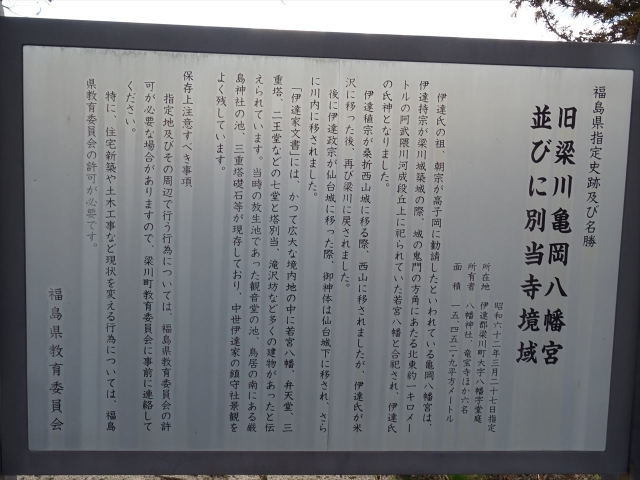 福島県指定史跡及び名勝
旧梁川亀岡八幡宮
並びに別当寺境域
昭和六十二年三月二十七日指定
所在地　伊達郡梁川町大字八幡字堂庭
所有者　八幡神社、竜宝寺ほか六名
面　積　一五、四五二・九平方メートル
伊達氏の祖、朝宗が高子岡に勧請したといわれている亀岡八幡宮は、
伊達持宗が梁川城築城の際、城の鬼門の方角にあたる北東約一キロメー
トルの阿武隈川河成段丘上に祀られていた若宮八幡と合祀され、伊達氏
の氏神となりました。
伊達稙宗が桑折西山城に移る際、西山に移されましたが、伊達氏が米
沢に移った後、再び梁川に戻されました。
後に伊達政宗が仙台城に移った際、御神体は仙台城下に移され、さら
に川内に移されました。
「伊達家文書」には、かつて広大な境内地の中に若宮八幡、弁天堂、三
重塔、二王堂などの七堂と塔別当、滝沢坊など多くの建物があったと伝
えられています。当時の放生池であった観音堂の池、鳥居の南にある厳
島神社の池、三重塔礎石等が現存しており、中世伊達家の鎮守社景観を
よく残しています。
保存上注意すべき事項
指定地及びその周辺で行う行為については、福島県教育委員会の許
可が必要な場合がありますので、梁川町教育委員会に事前に連絡して
ください。
特に、住宅新築や土木工事など現状を変える行為については、福島
県教育委員会の許可が必要です。
福島県教育委員会